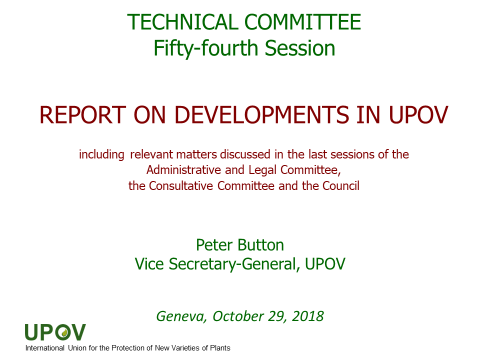 TECHNICAL COMMITTEE
Fifty-fourth Session
REPORT ON DEVELOPMENTS IN UPOV
including relevant matters discussed in the last sessions of the
Administrative and Legal Committee,
the Consultative Committee and the Council
Peter Button
Vice Secretary-General, UPOV
Geneva, October 29, 2018
UPOV
International Union for the Protection of New Varieties of Plants